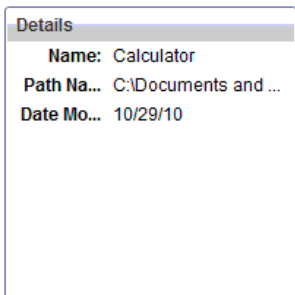 Details
Name: Calculator
Path Na... C:\Documents and ...
Date Mo... 10/29/10